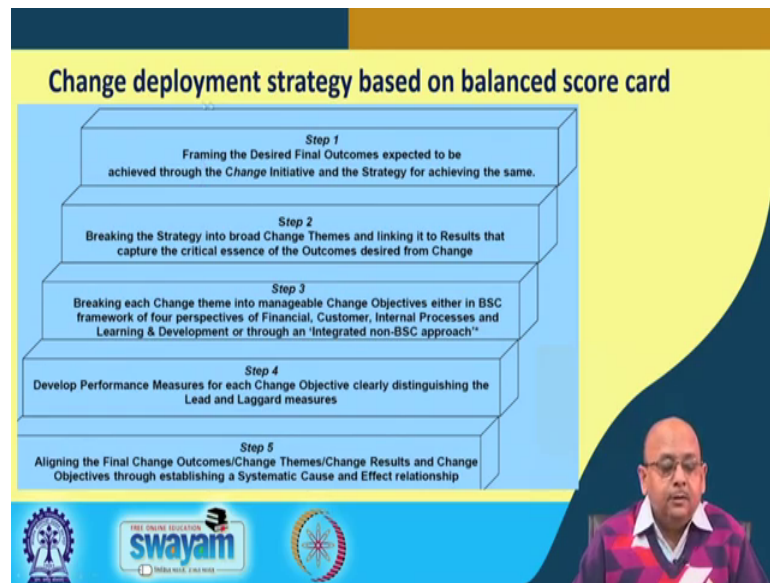 Change deployment strategy based on balanced score card
Step 1
Framing the Desired Final Outcomes expected to be
achieved through the Change Initiative and the Strategy for achieving the same.
Step 2
Breaking the Strategy into broad Change Themes and linking it to Results that
capture the critical essence of the Outcomes desired from Change
Step 3
Breaking each Change theme into manageable Change Objectives either in BSC
framework of four perspectives of Financial, Customer, Internal Processes and
Learning & Development or through an ‘Integrated non-BSC approach’*
Step 4
Develop Performance Measures for each Change Objective clearly distinguishing the
Lead and Laggard measures
Step 5
Aligning the Final Change Outcomes/Change Themes/Change Results and Change
Objectives through establishing a Systematic Cause and Effect relationship
FREE ONLINE EDUCATION
swayam